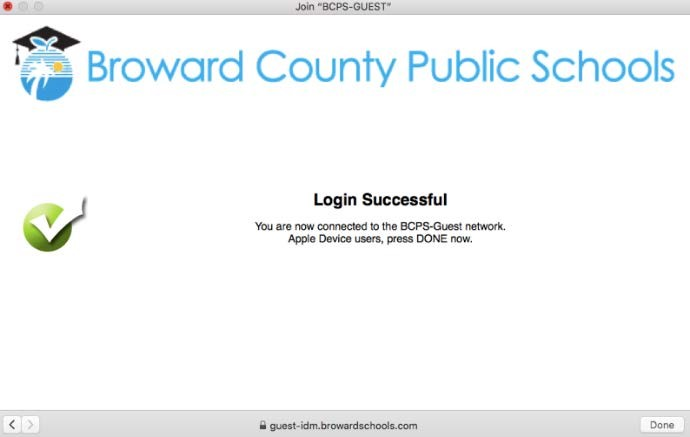 Join “BCPS-GUEST”
Broward County Public Schools
Login Successful
You are now connected to the BCPS-Guest network.
Apple Device users, press DONE now.
guest-idm.browardschools.com
Done